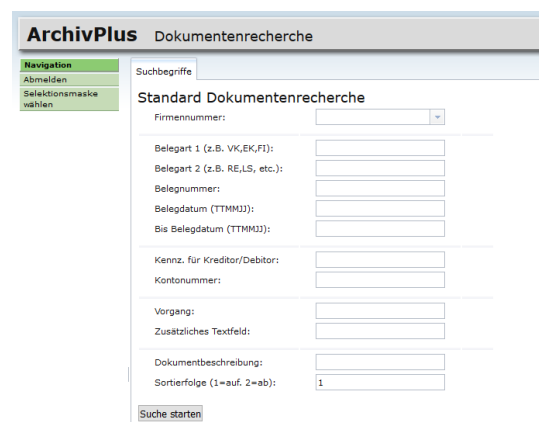 ArchivPlus Dokumentenrecherche
Navigation
Abmelden
Selektionsmaske
wählen
Suchbegriffe
Standard Dokumentenrecherche
Firmennummer:
Belegart 1 (z.B. VK,EK,FI):
Belegart 2 (z.B. RE,LS, etc.):
Belegnummer:
Belegdatum (TTMMJJ):
Bis Belegdatum (TTMMJJ):
Kennz. für Kreditor/Debitor:
Kontonummer:
Vorgang:
Zusätzliches Textfeld:
Dokumentbeschreibung:
Sortierfolge (1=auf. 2=ab): 1
Suche starten